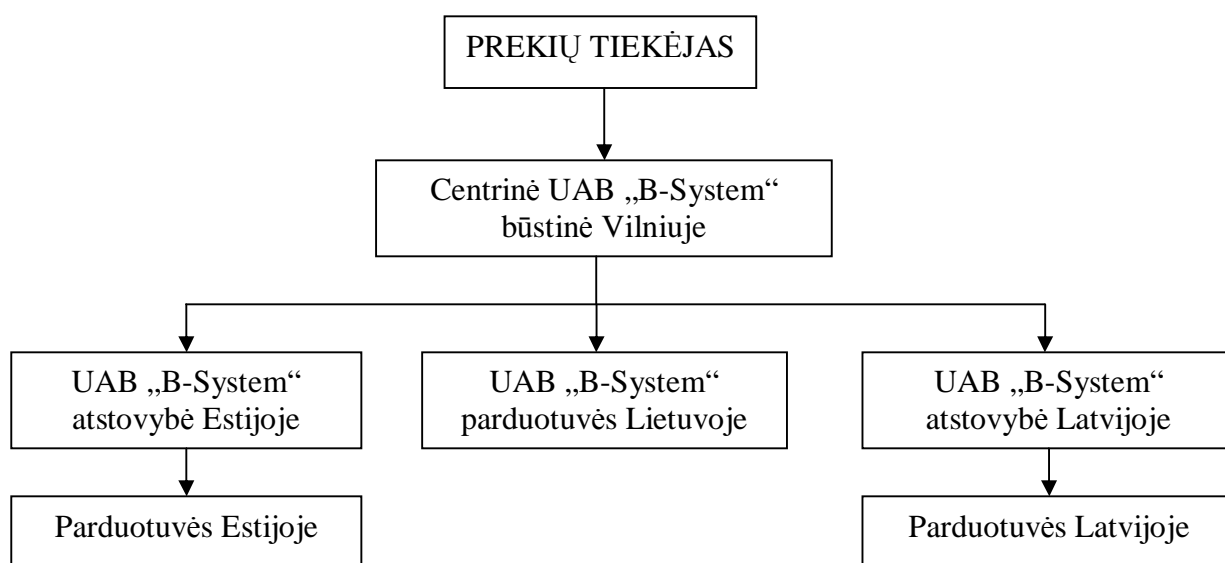 PREKIŲ TIEKĖJAS
Centrinė UAB „B-System“
būstinė Vilniuje
UAB „B-System“
atstovybė Estijoje
UAB „B-System“
parduotuvės Lietuvoje
UAB „B-System“
atstovybė Latvijoje
Parduotuvės Estijoje
Parduotuvės Latvijoje